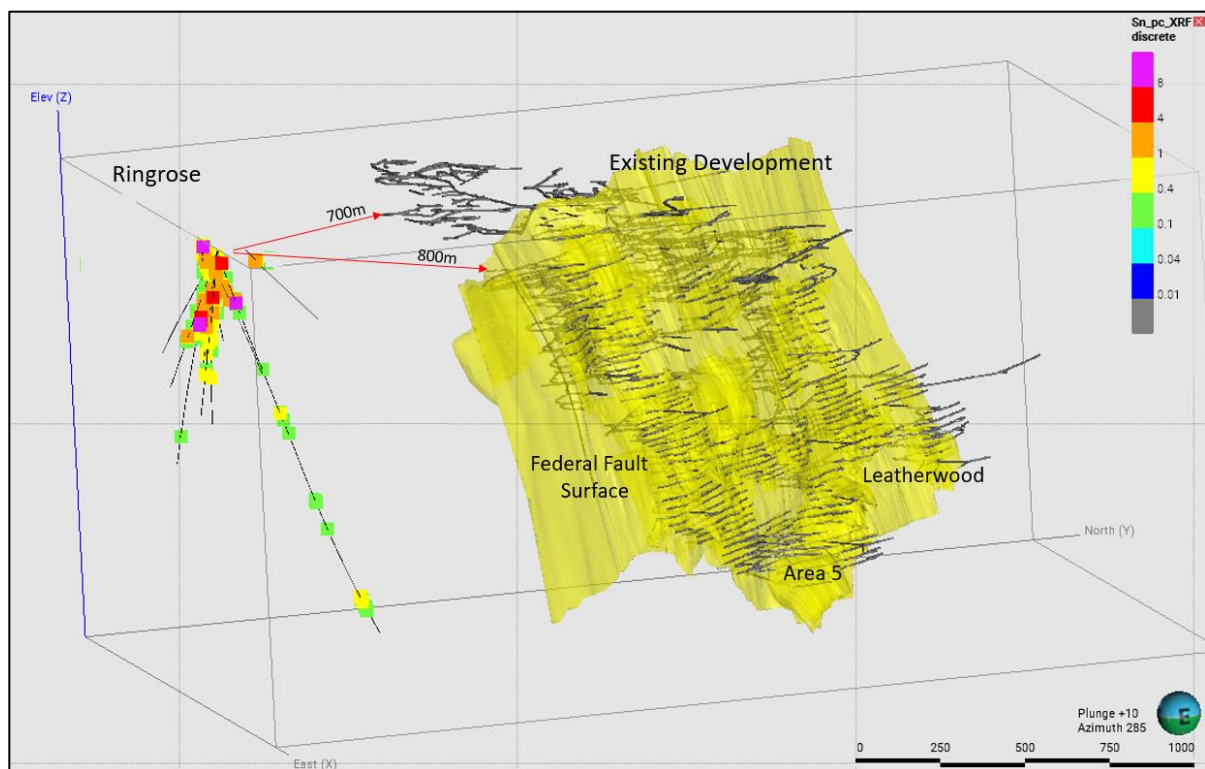 Sn_pc_XRF
discrete
8
4
1
0.4
0.1
0.04
0.01
Elev (Z)
Ringrose
Existing Development
700m
800m
Federal Fault
Surface
Leatherwood
North (Y)
Area 5
East (X)
Plunge +10
Azimuth 285
E
0 250 500 750 1000